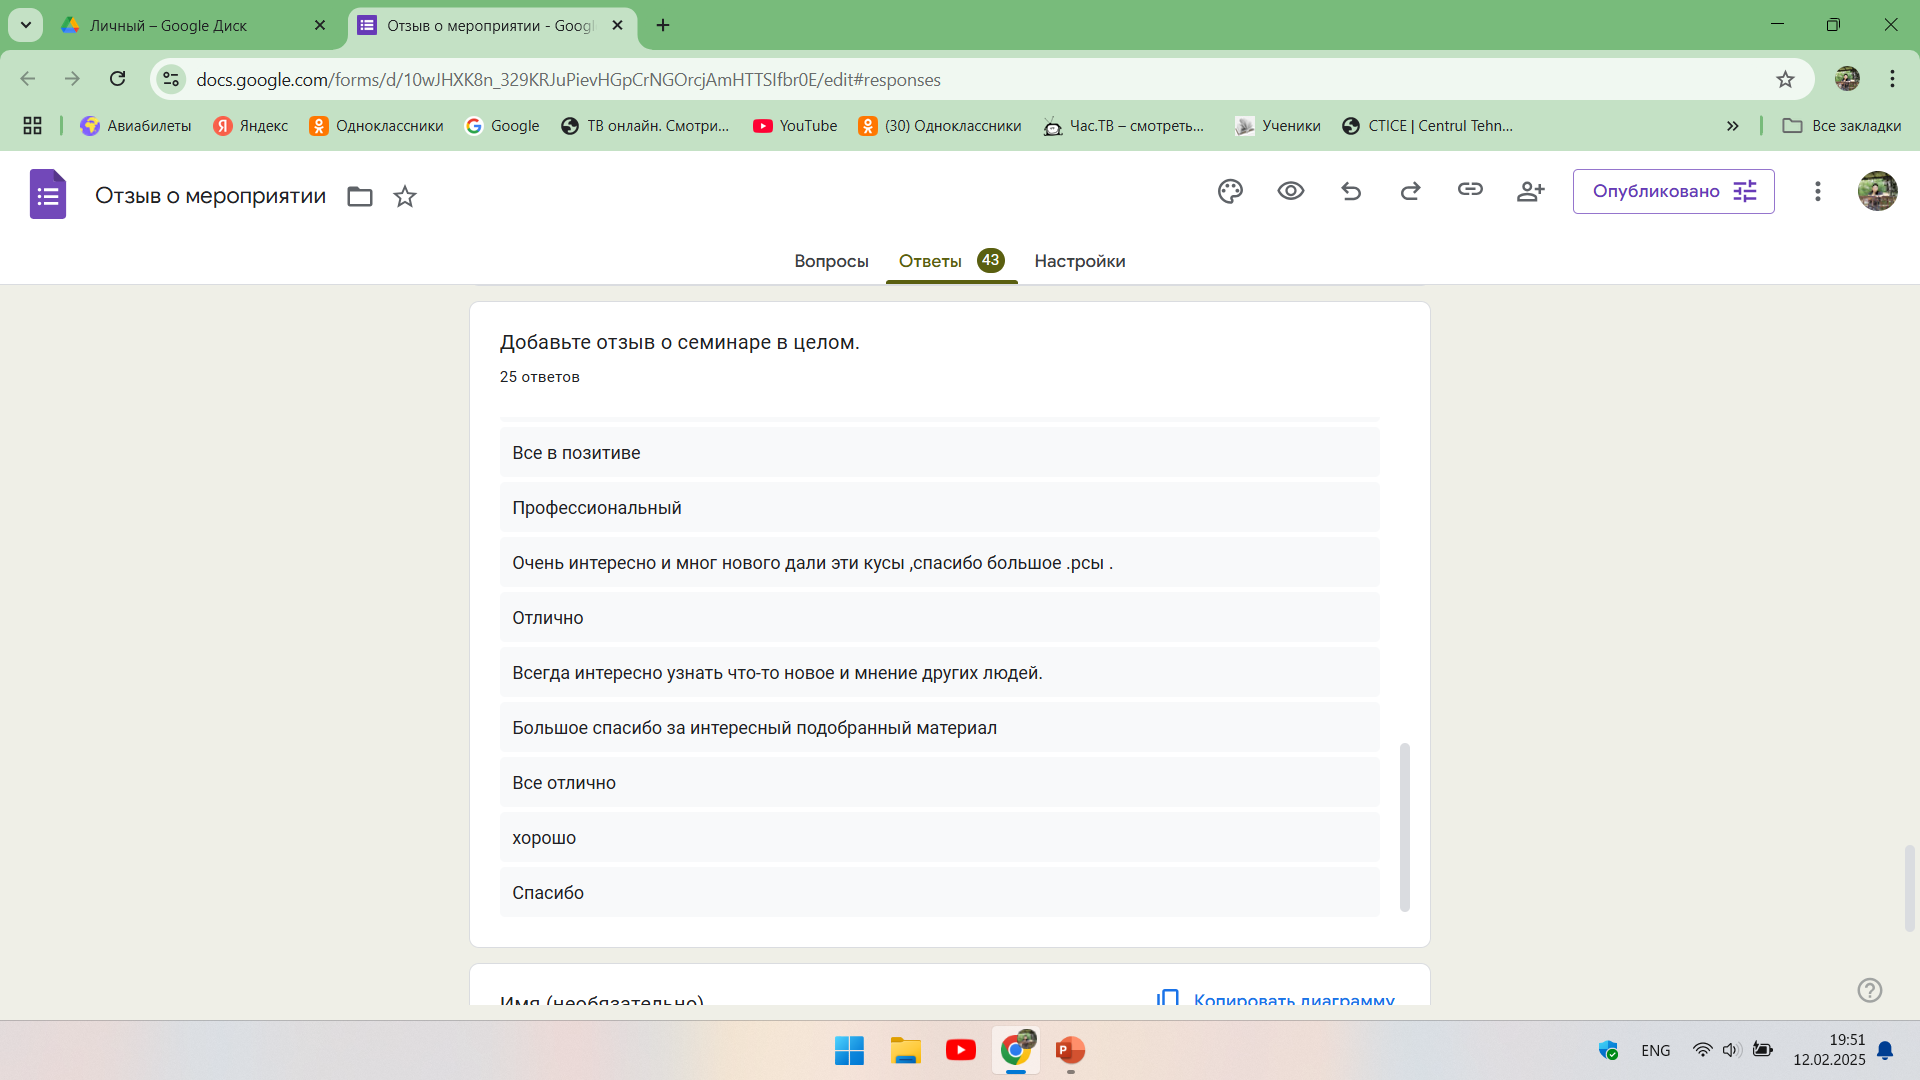 Личный – Google Диск
Отзыв о мероприятии - Goog
docs.google.com/forms/d/10wJHXK8n_329KRJuPievHGpCrNGOrcjAmHTTSIfbr0E/edit#responses
Авиабилеты
Яндекс
Одноклассники
Google
ТВ онлайн. Смотри...
YouTube
(30) Одноклассники
Час.ТВ – смотреть...
Ученики
CTICE | Centrul Tehn...
Все закладки
Отзыв о мероприятии
Опубликовано
Вопросы
Ответы 43
Настройки
Добавьте отзыв о семинаре в целом.
25 ответов
Все в позитиве
Профессиональный
Очень интересно и мног нового дали эти кусы ,спасибо большое .рсы .
Отлично
Всегда интересно узнать что-то новое и мнение других людей.
Большое спасибо за интересный подобранный материал
Все отлично
хорошо
Спасибо
Имя (необязательно)
Копировать диаграмму
ENG
19:51
12.02.2025